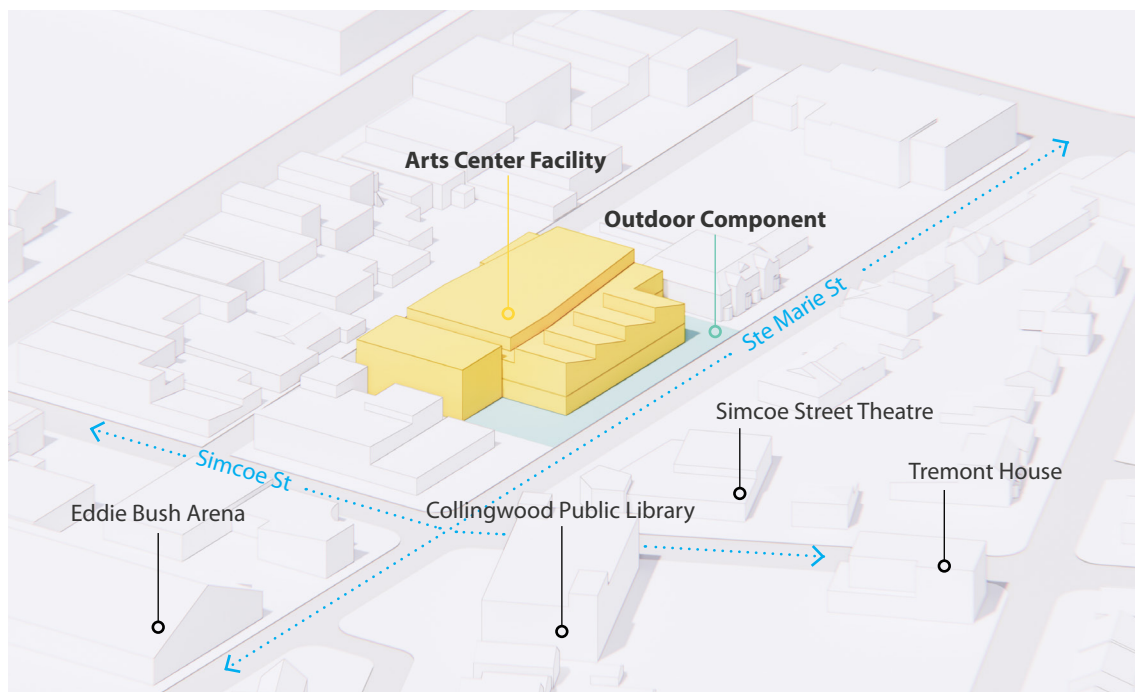 Arts Center Facility
Outdoor Component
Ste Marie St
Simcoe Street Theatre
Tremont House
Simcoe St
Eddie Bush Arena
Collingwood Public Library